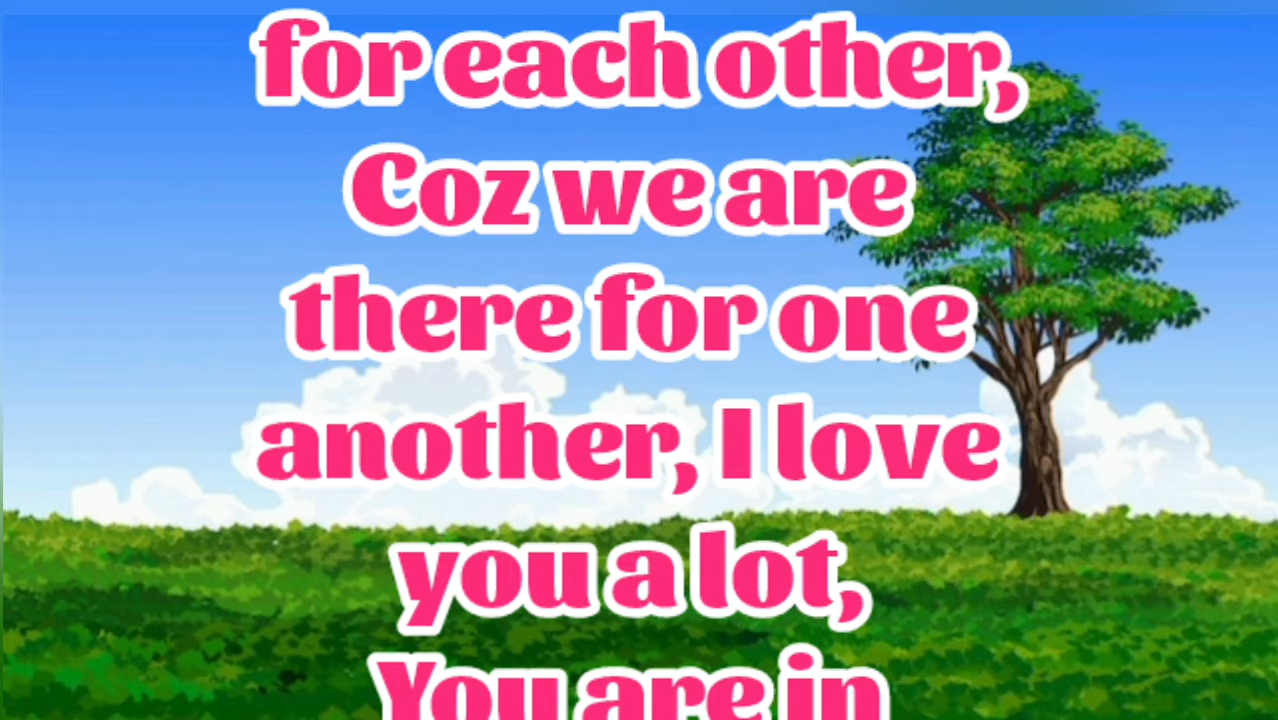 for each other,
Coz we are
there for one
another, I love
you a lot,
You are in